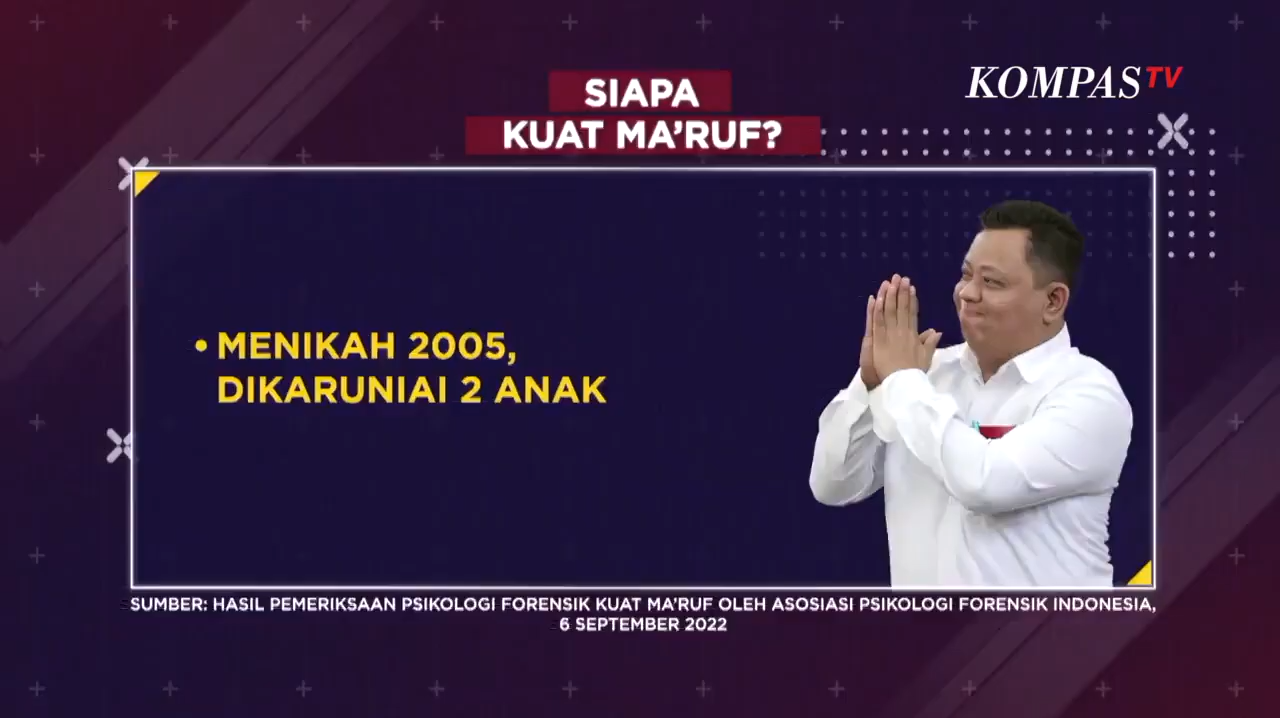 KOMPASTV
SIAPA
KUAT MA'RUF?
• MENIKAH 2005,
DIKARUNIAI 2 ANAK
SUMBER: HASIL PEMERIKSAAN PSIKOLOGI FORENSIK KUAT MA'RUF OLEH ASOSIASI PSIKOLOGI FORENSIK INDONESIA,
6 SEPTEMBER 2022